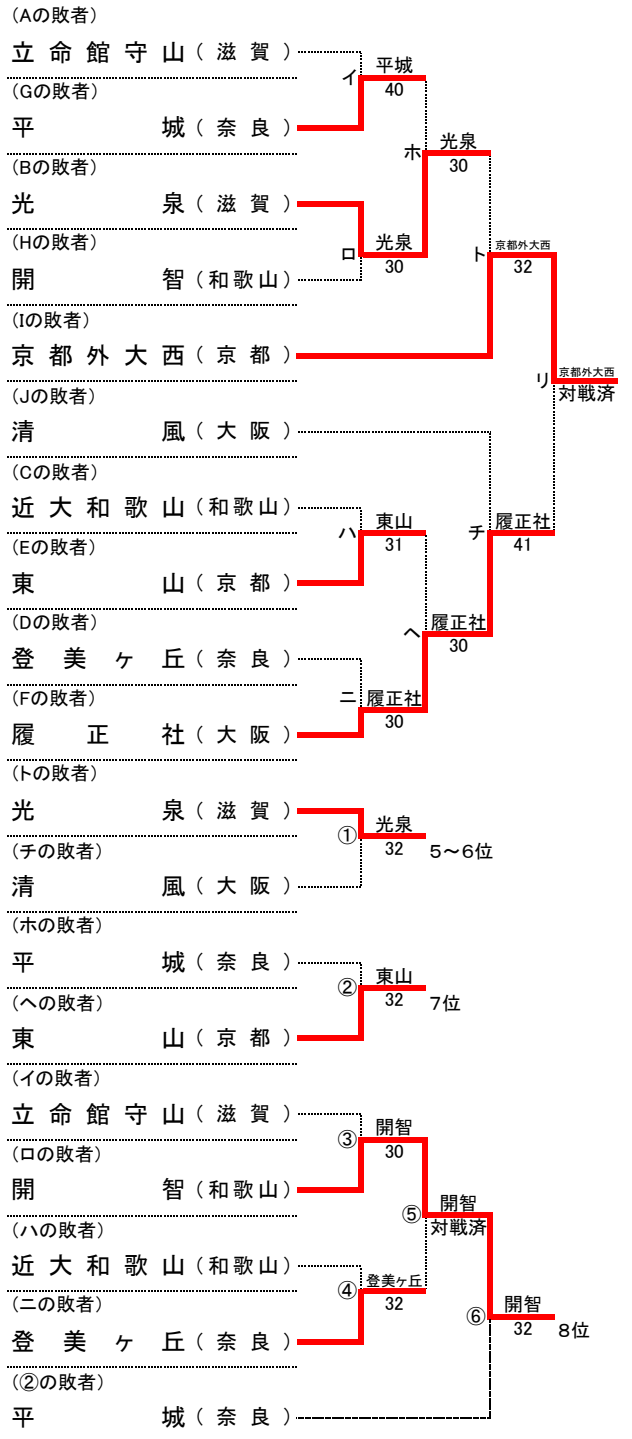 (Aの敗者)
立命館守山(滋賀)
イ 平城
40
(Gの敗者)
平城(奈良)
ホ 光泉
30
(Bの敗者)
光泉(滋賀)
ロ 光泉
30
ト 京都外大西
32
(Hの敗者)
開智(和歌山)
(Iの敗者)
京都外大西(京都)
リ 京都外大西
対戦済
(Jの敗者)
清風(大阪)
(Cの敗者)
近大和歌山(和歌山)
ハ 東山
31
チ 履正社
41
(Eの敗者)
東山(京都)
(Dの敗者)
登美ヶ丘(奈良)
ヘ 履正社
30
(Fの敗者)
履正社(大阪)
ニ 履正社
30
(トの敗者)
光泉(滋賀)
① 光泉
32 5~6位
(チの敗者)
清風(大阪)
(ホの敗者)
平城(奈良)
② 東山
32 7位
(ヘの敗者)
東山(京都)
(イの敗者)
立命館守山(滋賀)
③ 開智
30
(ロの敗者)
開智(和歌山)
⑤ 開智
対戦済
(ハの敗者)
近大和歌山(和歌山)
④ 登美ヶ丘
32
(ニの敗者)
登美ヶ丘(奈良)
⑥ 開智
32 8位
(②の敗者)
平城(奈良)